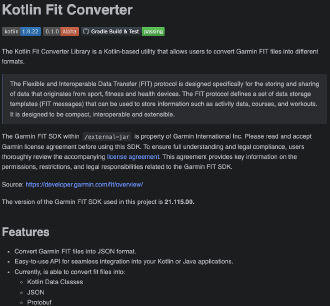 Kotlin Fit Converter
kotlin 1.8.22 0.1.0 Alpha Gradle Build & Test passing
The Kotlin Fit Converter Library is a Kotlin-based utility that allows users to convert Garmin FIT files into different
formats.
The Flexible and Interoperable Data Transfer (FIT) protocol is designed specifically for the storing and sharing
of data that originates from sport, fitness and health devices. The FIT protocol defines a set of data storage
templates (FIT messages) that can be used to store information such as activity data, courses, and workouts.
It is designed to be compact, interoperable and extensible.
The Garmin FIT SDK within /external-jar is property of Garmin International Inc. Please read and accept
Garmin license agreement before using this SDK. To ensure full understanding and legal compliance, users
thoroughly review the accompanying license agreement. This agreement provides key information on the
permissions, restrictions, and legal responsibilities related to the Garmin FIT SDK.
Source: https://developer.garmin.com/fit/overview/
The version of the Garmin FIT SDK used in this project is 21.115.00.
Features
• Convert Garmin FIT files into JSON format.
• Easy-to-use API for seamless integration into your Kotlin or Java applications.
• Currently, is able to convert fit files into:
○ Kotlin Data Classes
○ JSON
○ Protobuf